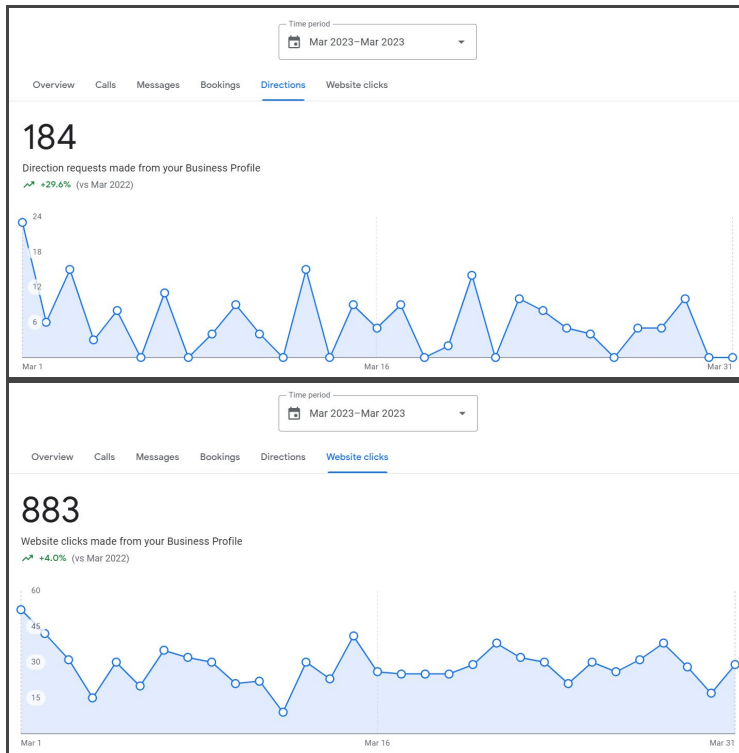 Time period
Mar 2023–Mar 2023
Overview Calls Messages Bookings Directions Website clicks
184
Direction requests made from your Business Profile
+29.6% (vs Mar 2022)
24
18
12
6
Mar 1 Mar 16 Mar 31
Time period
Mar 2023–Mar 2023
Overview Calls Messages Bookings Directions Website clicks
883
Website clicks made from your Business Profile
+4.0% (vs Mar 2022)
60
45
30
15
Mar 1 Mar 16 Mar 31